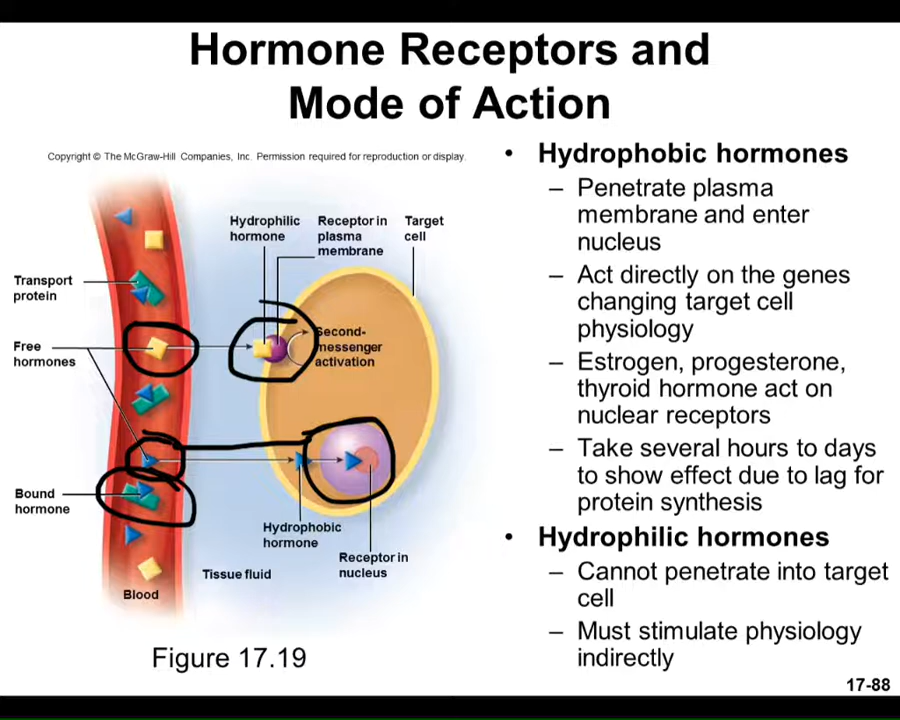 Hormone Receptors and
Mode of Action
Copyright © The McGraw-Hill Companies, Inc. Permission required for reproduction or display.
Hydrophilic
hormone
Receptor in
plasma
membrane
Target
cell
Transport
protein
Free
hormones
Second-
messenger
activation
Bound
hormone
Hydrophobic
hormone
Receptor in
nucleus
Tissue fluid
Blood
Figure 17.19
• Hydrophobic hormones
– Penetrate plasma
membrane and enter
nucleus
– Act directly on the genes
changing target cell
physiology
– Estrogen, progesterone,
thyroid hormone act on
nuclear receptors
– Take several hours to days
to show effect due to lag for
protein synthesis
• Hydrophilic hormones
– Cannot penetrate into target
cell
– Must stimulate physiology
indirectly
17-88